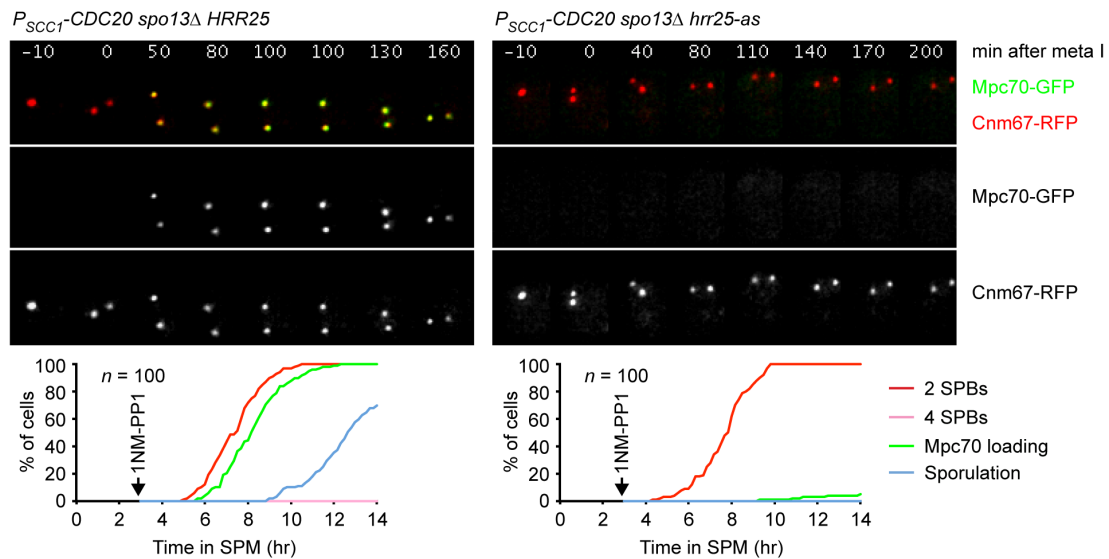 P_SCC1-CDC20 spo13Δ HRR25
P_SCC1-CDC20 spo13Δ hrr25-as
-10 0 50 80 100 100 130 160
-10 0 40 80 110 140 170 200
min after meta I
Mpc70-GFP
Cnm67-RFP
Mpc70-GFP
Cnm67-RFP
% of cells
100
80
60
40
20
0
n = 100
1NM-PP1
0 2 4 6 8 10 12 14
Time in SPM (hr)
% of cells
100
80
60
40
20
0
n = 100
1NM-PP1
0 2 4 6 8 10 12 14
Time in SPM (hr)
2 SPBs
4 SPBs
Mpc70 loading
Sporulation